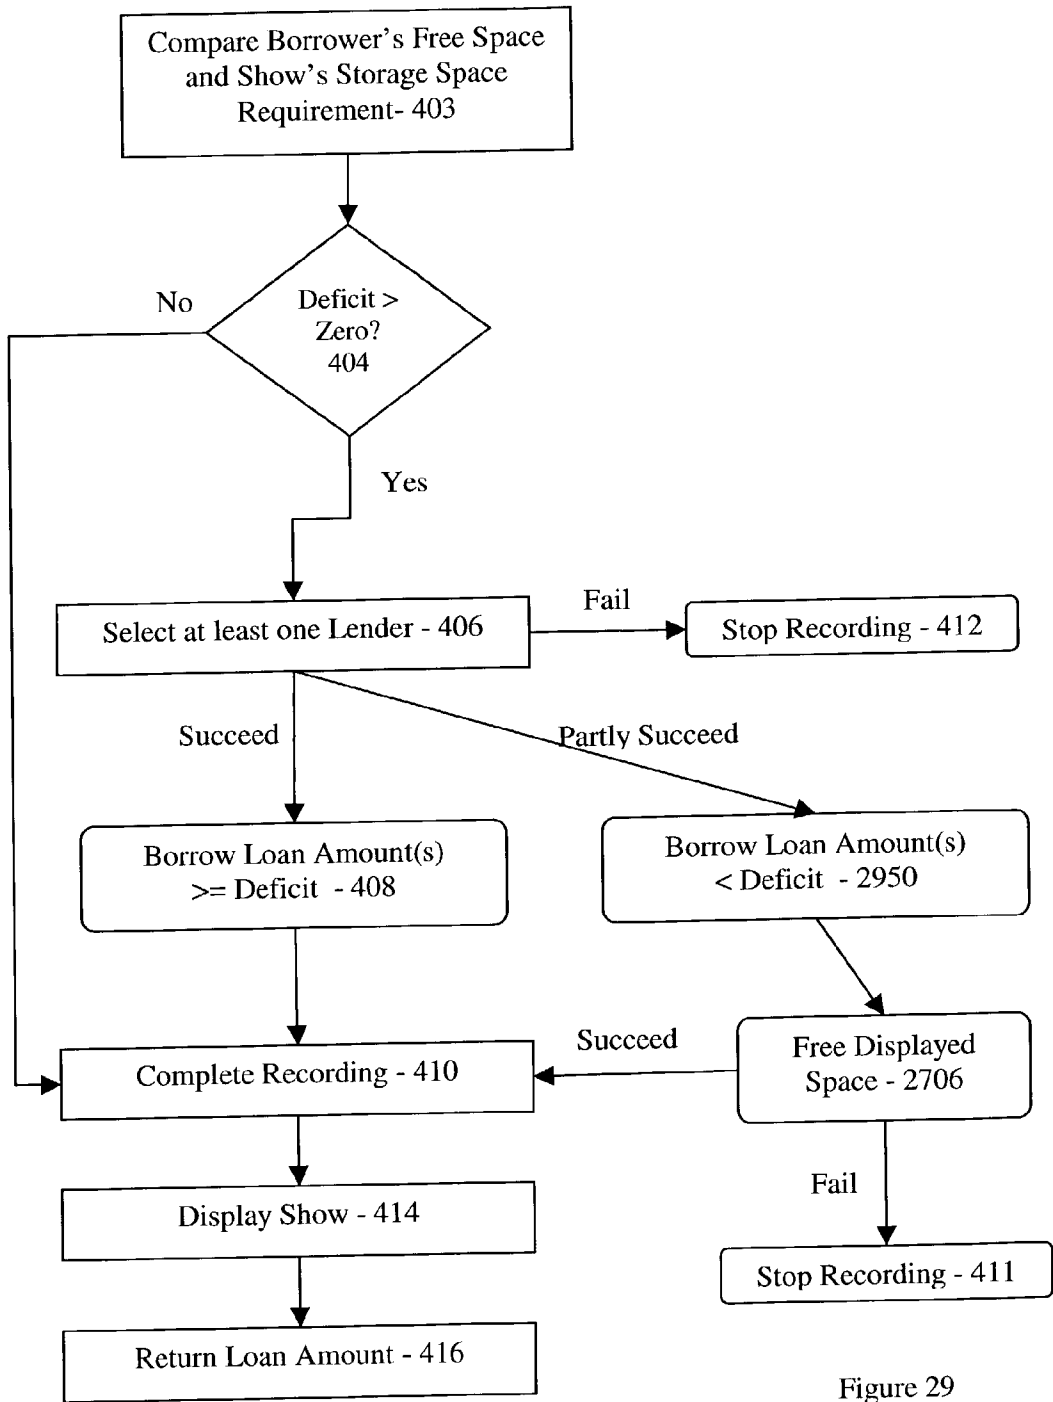 Compare Borrower's Free Space
and Show's Storage Space
Requirement- 403
No
Deficit >
Zero?
404
Yes
Select at least one Lender - 406
Fail
Stop Recording - 412
Succeed
Partly Succeed
Borrow Loan Amount(s)
>= Deficit - 408
Borrow Loan Amount(s)
< Deficit - 2950
Succeed
Free Displayed
Space - 2706
Complete Recording - 410
Fail
Display Show - 414
Stop Recording - 411
Return Loan Amount - 416
Figure 29